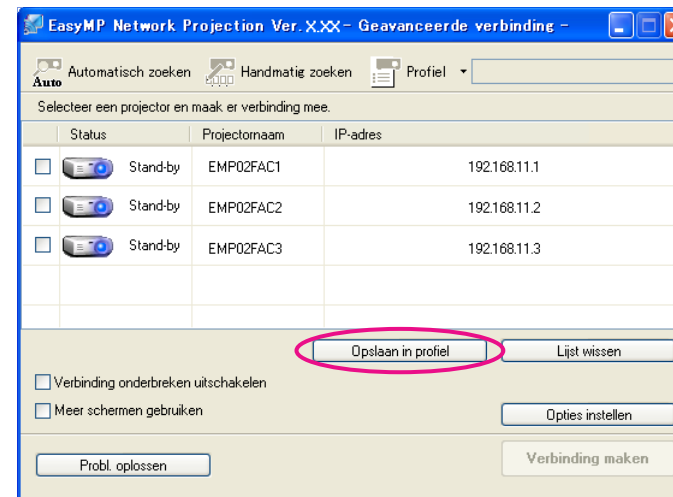 EasyMP Network Projection Ver. X.XX - Geavanceerde verbinding -
Auto Automatisch zoeken Handmatig zoeken Profiel
Selecteer een projector en maak er verbinding mee.
Status Projectornaam IP-adres
Stand-by EMP02FAC1 192.168.11.1
Stand-by EMP02FAC2 192.168.11.2
Stand-by EMP02FAC3 192.168.11.3
Opslaan in profiel Lijst wissen
Verbinding onderbreken uitschakelen
Meer schermen gebruiken
Opties instellen
Probl. oplossen Verbinding maken